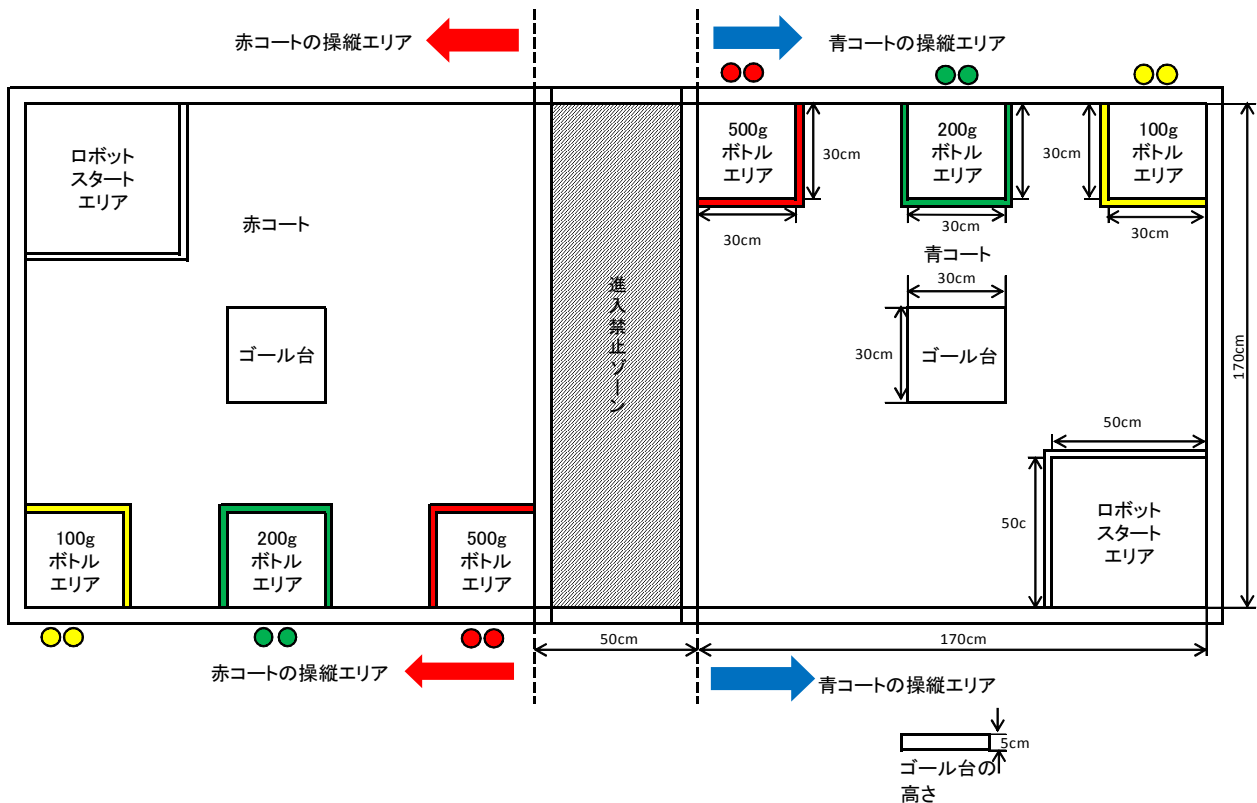 赤コートの操縦エリア
青コートの操縦エリア
ロボット
スタート
エリア
赤コート
ゴール台
100g
ボトル
エリア
200g
ボトル
エリア
500g
ボトル
エリア
進入禁止ゾーン
500g
ボトル
エリア
30cm
30cm
200g
ボトル
エリア
30cm
30cm
100g
ボトル
エリア
30cm
青コート
30cm
30cm
ゴール台
170cm
50cm
50c
ロボット
スタート
エリア
50cm
170cm
赤コートの操縦エリア
青コートの操縦エリア
5cm
ゴール台の
高さ